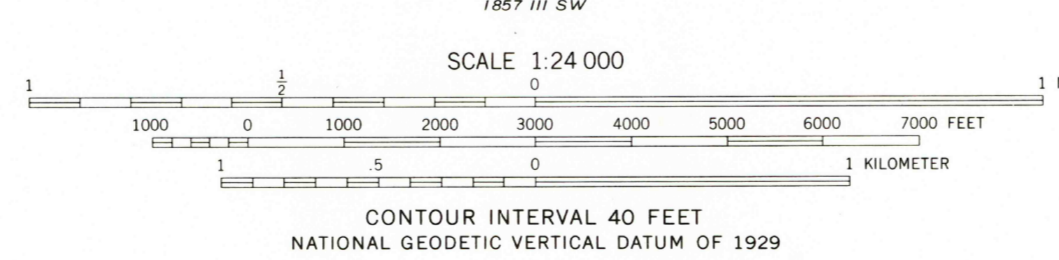 1857 III SW
SCALE 1:24 000
1 1/2 0 1
1000 0 1000 2000 3000 4000 5000 6000 7000 FEET
1 .5 0 1 KILOMETER
CONTOUR INTERVAL 40 FEET
NATIONAL GEODETIC VERTICAL DATUM OF 1929